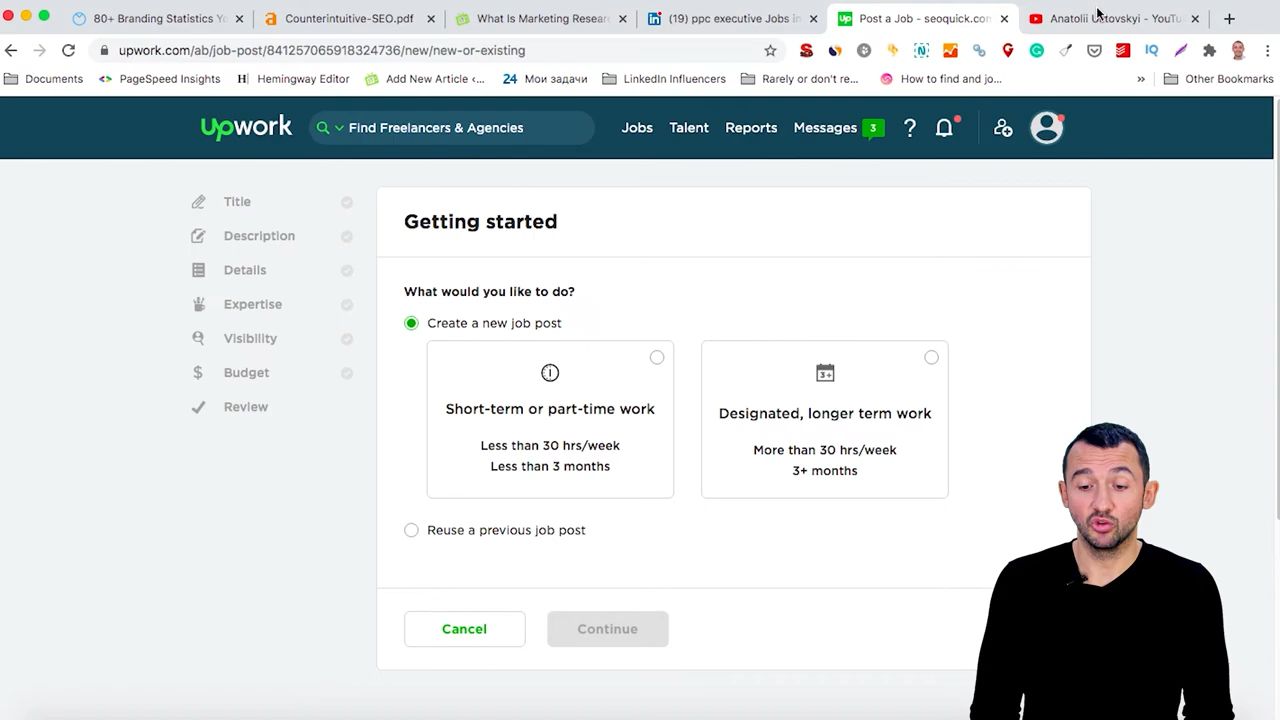 80+ Branding Statistics Y
Counterintuitive-SEO.pdf
What Is Marketing Resear
(19) ppc executive Jobs in
Post a Job - seoquick.com
Anatolii Ulitovskyi - YouTu
upwork.com/ab/job-post/841257065918324736/new/new-or-existing
Documents
PageSpeed Insights
Hemingway Editor
Add New Article ‹...
24 Мои задачи
LinkedIn Influencers
Rarely or don't re...
How to find and jo...
»
Other Bookmarks
upwork
Find Freelancers & Agencies
Jobs
Talent
Reports
Messages 3
?
Title
Description
Details
Expertise
Visibility
$ Budget
Review
Getting started
What would you like to do?
Create a new job post
Short-term or part-time work
Less than 30 hrs/week
Less than 3 months
3+
Designated, longer term work
More than 30 hrs/week
3+ months
Reuse a previous job post
Cancel
Continue